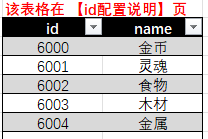 该表格在 【id配置说明】页
id name
6000 金币
6001 灵魂
6002 食物
6003 木材
6004 金属